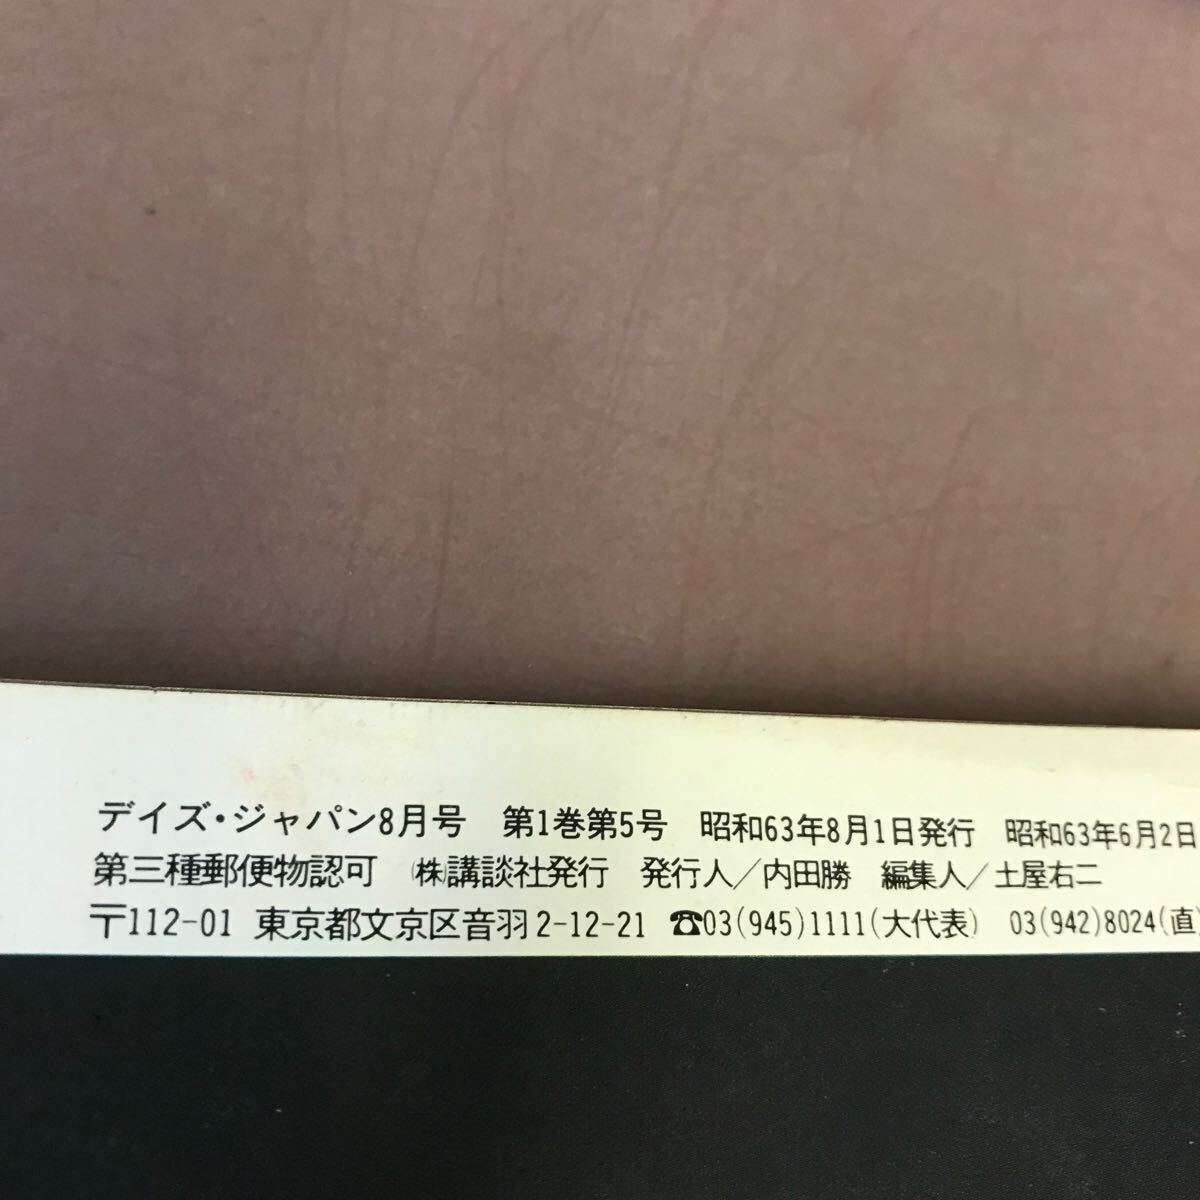 デイズ・ジャパン8月号　第1巻第5号　昭和63年8月1日発行　昭和63年6月2日
第三種郵便物認可　㈱講談社発行　発行人／内田勝　編集人／土屋右二
〒112-01　東京都文京区音羽2-12-21　☎03(945)1111(大代表)　03(942)8024(直)